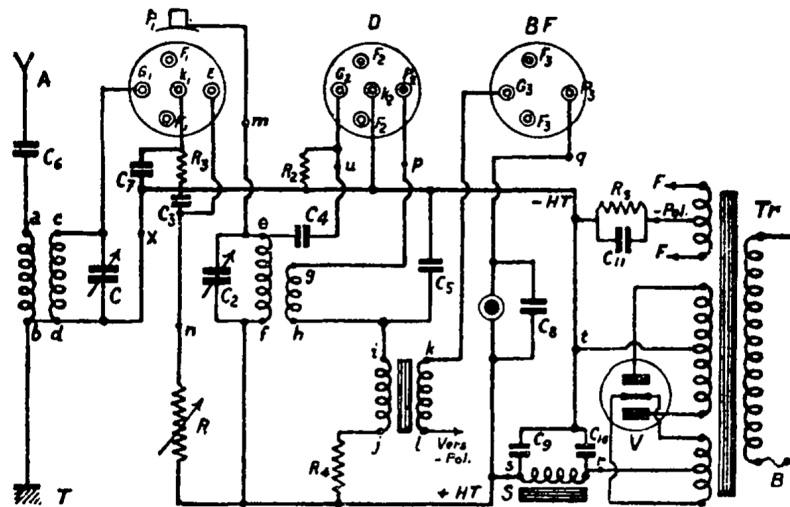 P₁ D BF
F₁ F₂ F₃
A G₁ k₁ E G₂ k₂ P₂ G₃ P₃
F₁ F₂ F₃
m
C₆ C₇ R₃ R₂ u p q
C₃ - HT R₅ - Pol. F Tr
a c X e C₄ C₁₁ F
C C₂ g C₅
b d f h C₈
n i k t
R j l V
Vers - Pol.
R₄ C₉ C₁₀
T + HT s S r B